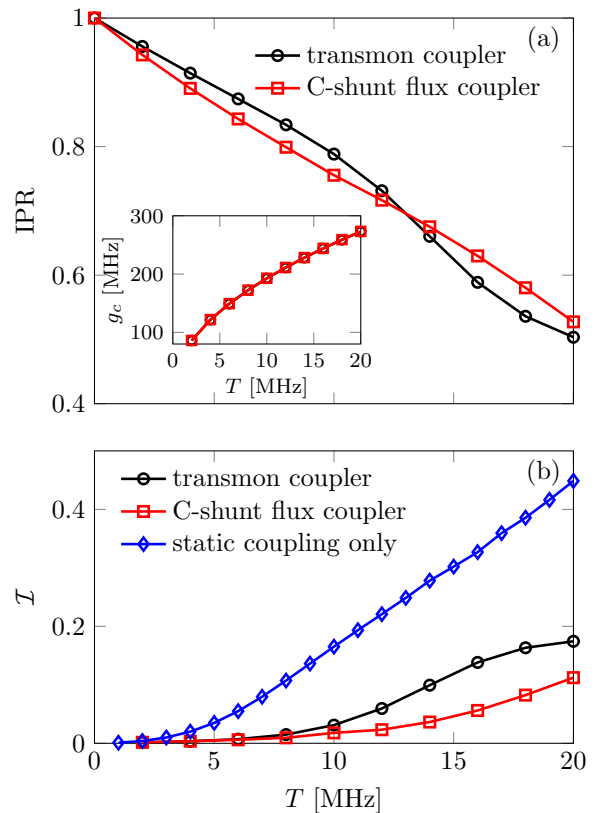 1
(a)
transmon coupler
C-shunt flux coupler
0.8
IPR
0.6
0.4
300
200
100
g_c [MHz]
0 5 10 15 20
T [MHz]
(b)
transmon coupler
C-shunt flux coupler
static coupling only
0.4
ℐ
0.2
0
0 5 10 15 20
T [MHz]